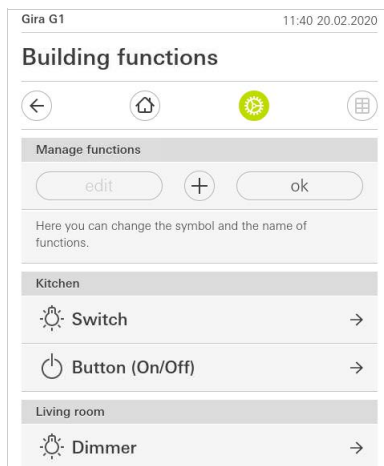 Gira G1 11:40 20.02.2020
Building functions
Manage functions
edit ok
Here you can change the symbol and the name of
functions.
Kitchen
Switch
Button (On/Off)
Living room
Dimmer